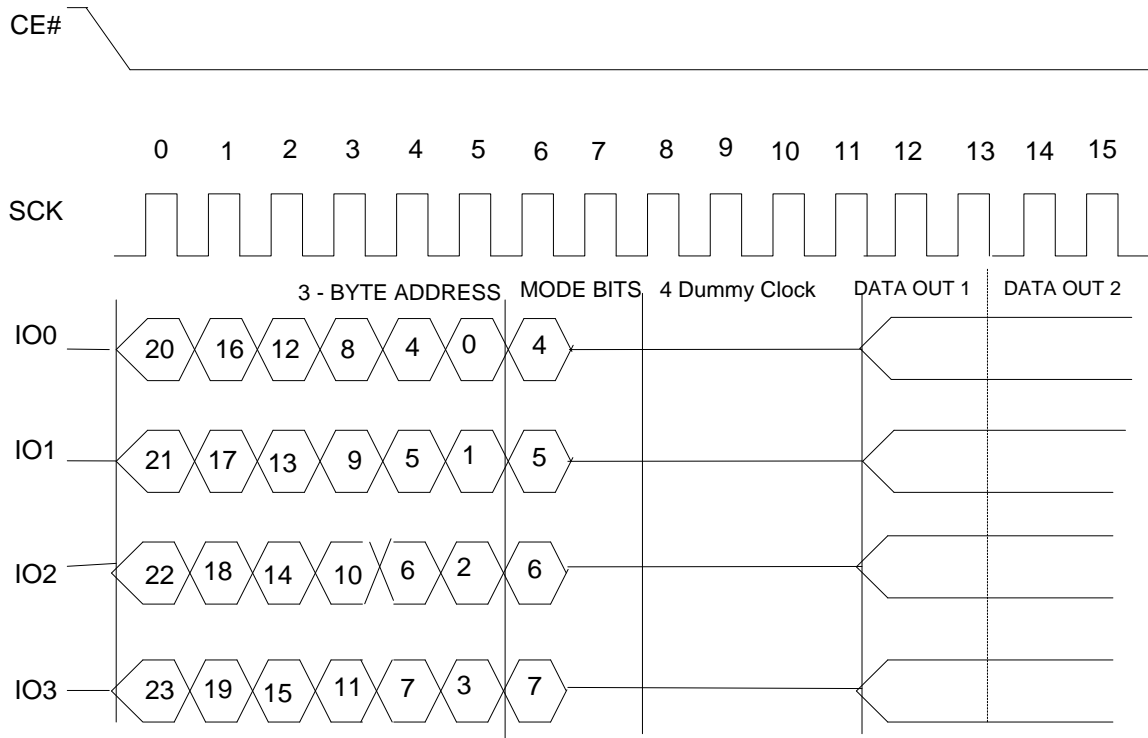 CE#
0 1 2 3 4 5 6 7 8 9 10 11 12 13 14 15
SCK
3 - BYTE ADDRESS MODE BITS 4 Dummy Clock DATA OUT 1 DATA OUT 2
IO0 20 16 12 8 4 0 4
IO1 21 17 13 9 5 1 5
IO2 22 18 14 10 6 2 6
IO3 23 19 15 11 7 3 7